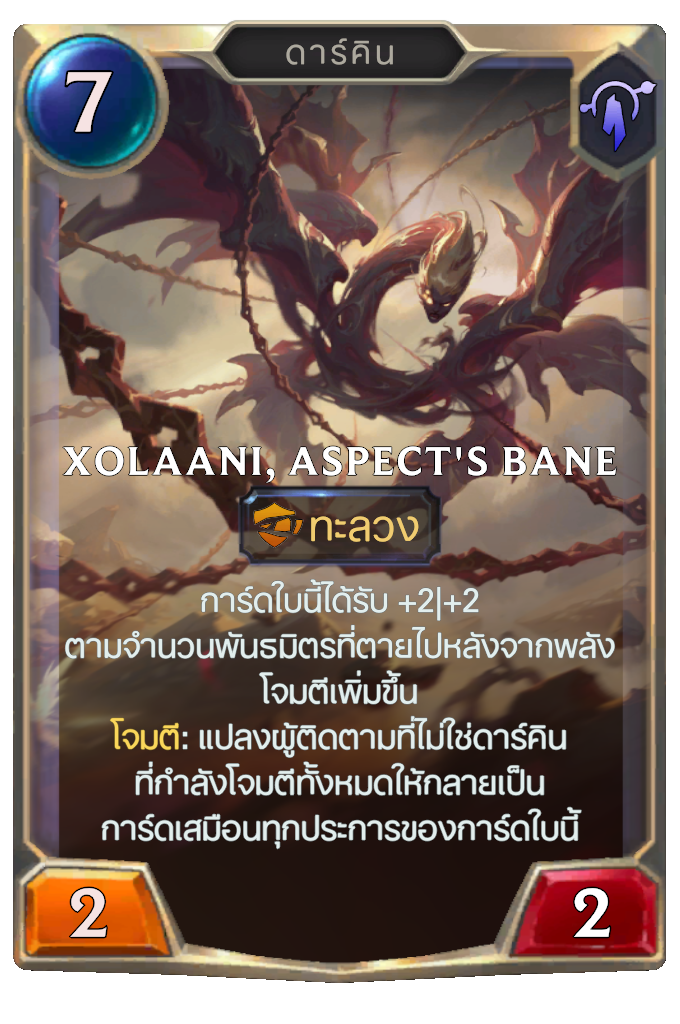 ดาร์คิน
7
XOLAANI, ASPECT'S BANE
ทะลวง
การ์ดใบนี้ได้รับ +2|+2
ตามจำนวนพันธมิตรที่ตายไปหลังจากพลัง
โจมตีเพิ่มขึ้น
โจมตี: แปลงผู้ติดตามที่ไม่ใช่ดาร์คิน
ที่กำลังโจมตีทั้งหมดให้กลายเป็น
การ์ดเสมือนทุกประการของการ์ดใบนี้
2
2